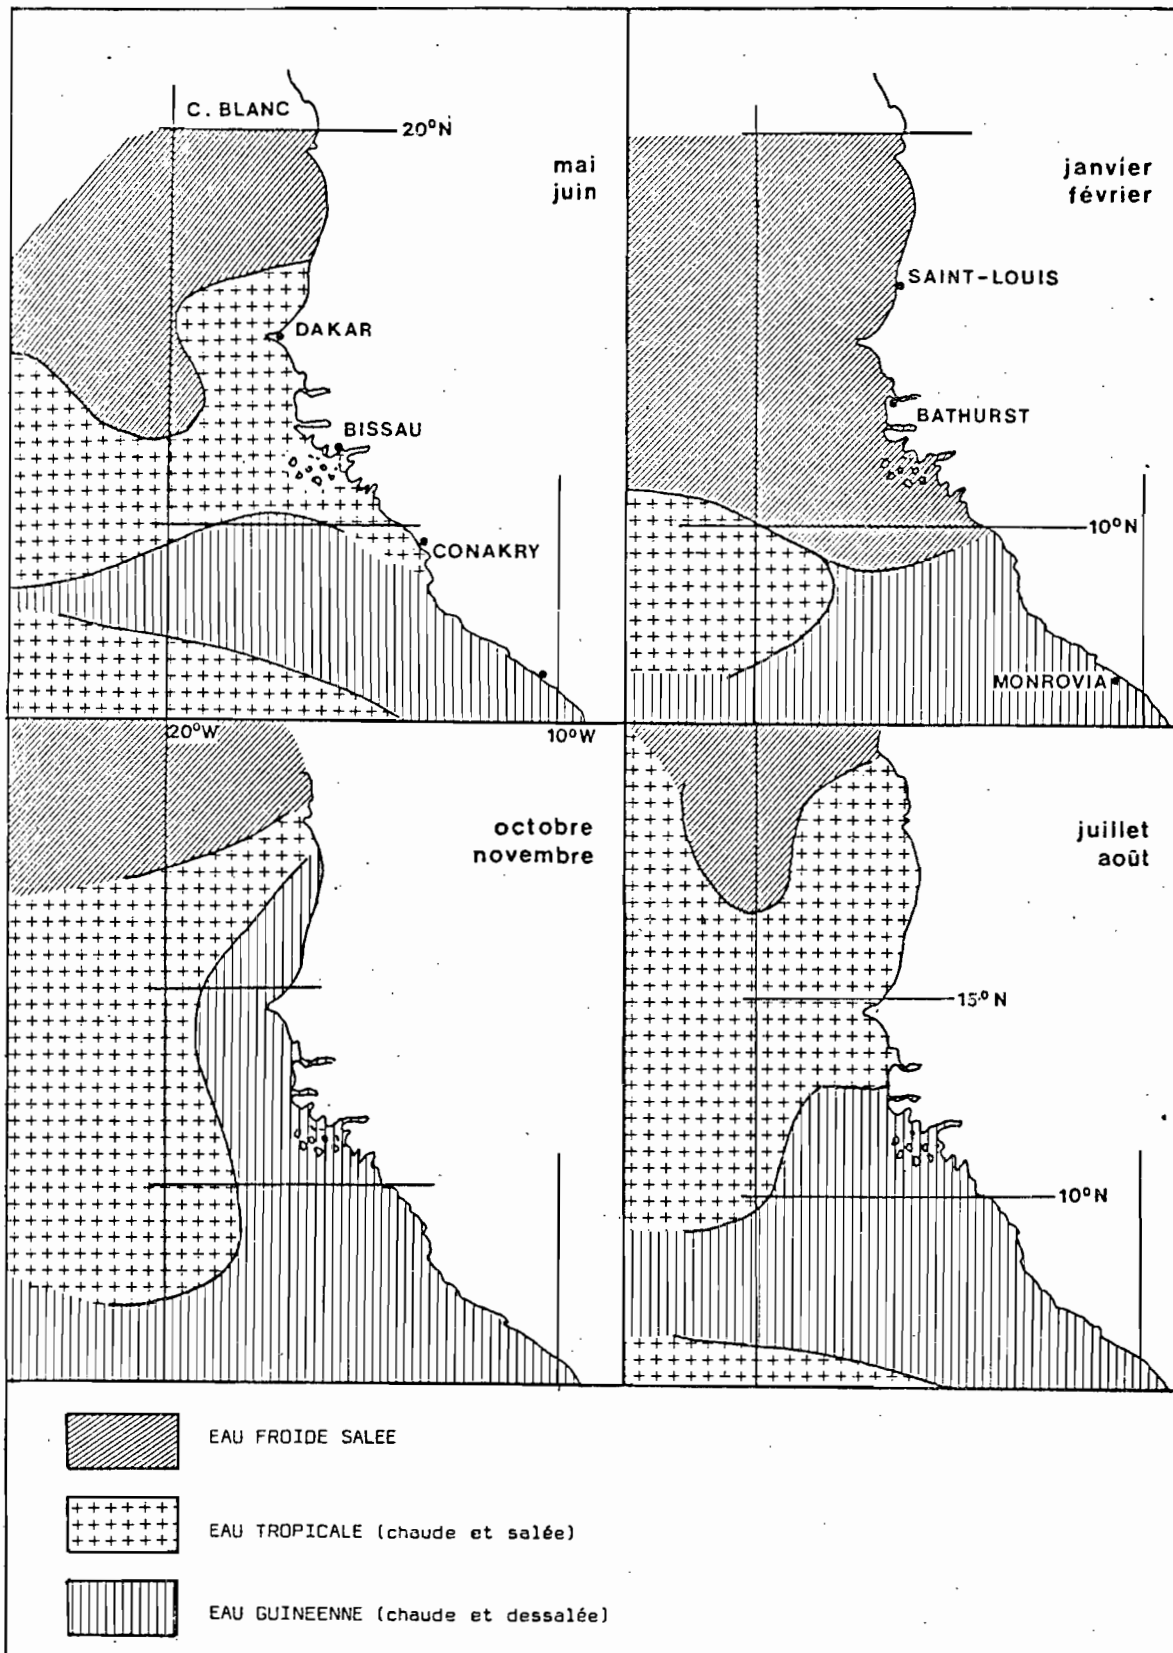 C. BLANC
20°N
mai
juin
DAKAR
BISSAU
CONAKRY
janvier
février
SAINT-LOUIS
BATHURST
10°N
MONROVIA
20°W
10°W
octobre
novembre
juillet
août
15°N
10°N
EAU FROIDE SALEE
EAU TROPICALE (chaude et salée)
EAU GUINEENNE (chaude et dessalée)